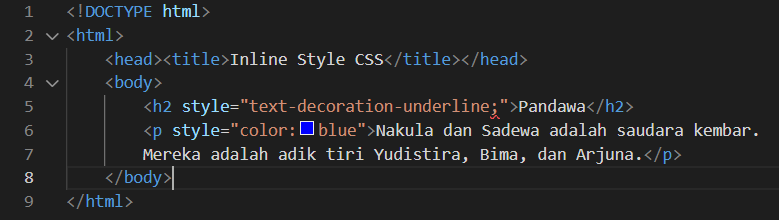 1 <!DOCTYPE html>
2 <html>
3 <head><title>Inline Style CSS</title></head>
4 <body>
5 <h2 style="text-decoration-underline;">Pandawa</h2>
6 <p style="color:blue">Nakula dan Sadewa adalah saudara kembar.
7 Mereka adalah adik tiri Yudistira, Bima, dan Arjuna.</p>
8 </body>
9 </html>